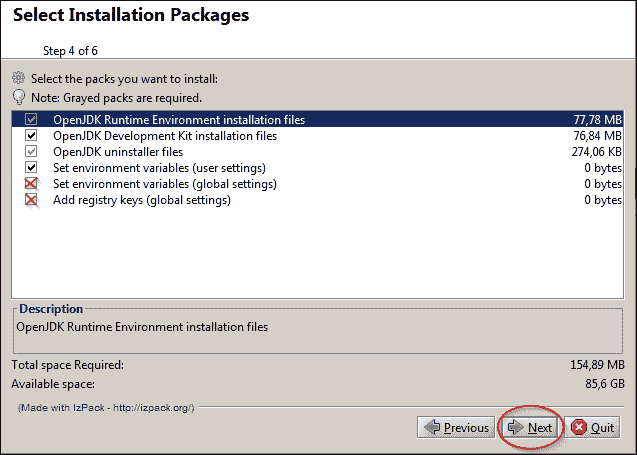 Select Installation Packages
Step 4 of 6
Select the packs you want to install:
Note: Grayed packs are required.
OpenJDK Runtime Environment installation files 77,78 MB
OpenJDK Development Kit installation files 76,84 MB
OpenJDK uninstaller files 274,06 KB
Set environment variables (user settings) 0 bytes
Set environment variables (global settings) 0 bytes
Add registry keys (global settings) 0 bytes
Description
OpenJDK Runtime Environment installation files
Total space Required: 154,89 MB
Available space: 85,6 GB
(Made with IzPack - http://izpack.org/)
Previous Next Quit